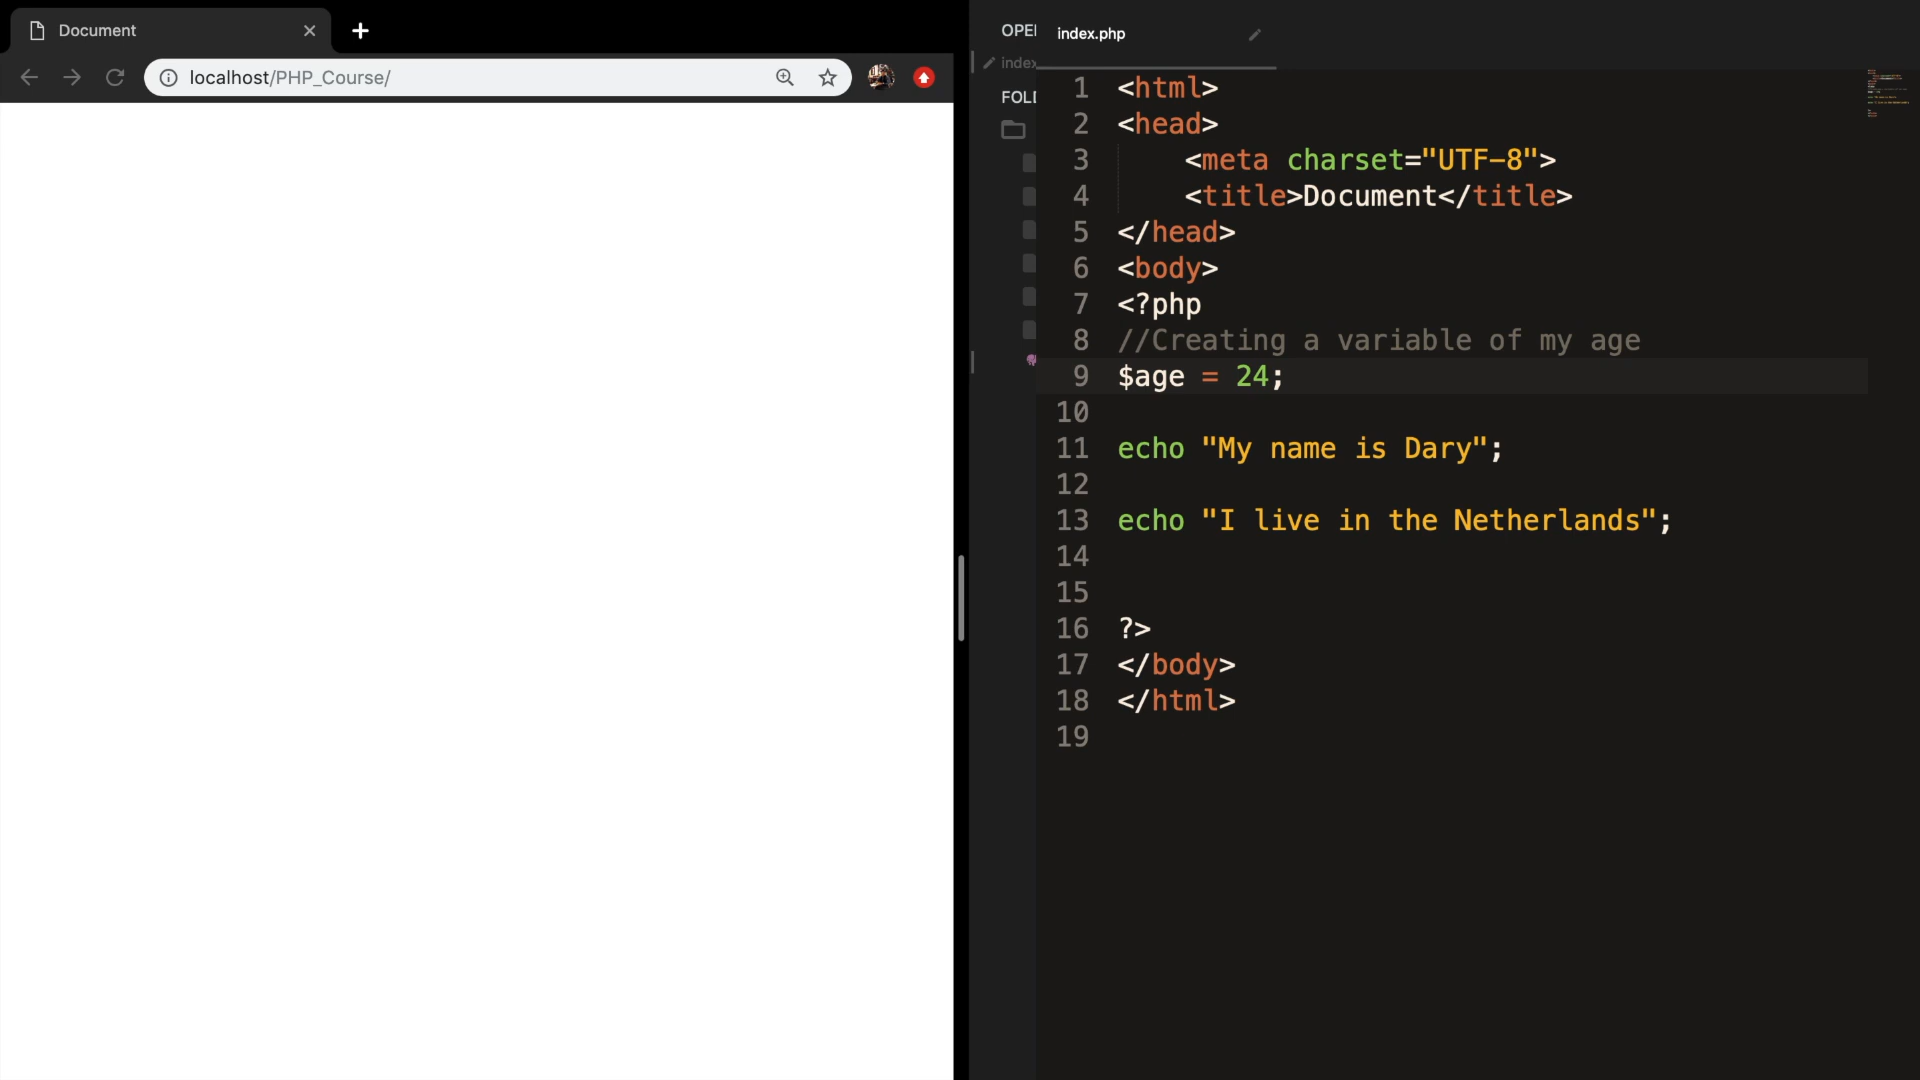 Document
localhost/PHP_Course/
OPE
index
FOL
index.php
1 <html>
2 <head>
3 <meta charset="UTF-8">
4 <title>Document</title>
5 </head>
6 <body>
7 <?php
8 //Creating a variable of my age
9 $age = 24;
10
11 echo "My name is Dary";
12
13 echo "I live in the Netherlands";
14
15
16 ?>
17 </body>
18 </html>
19